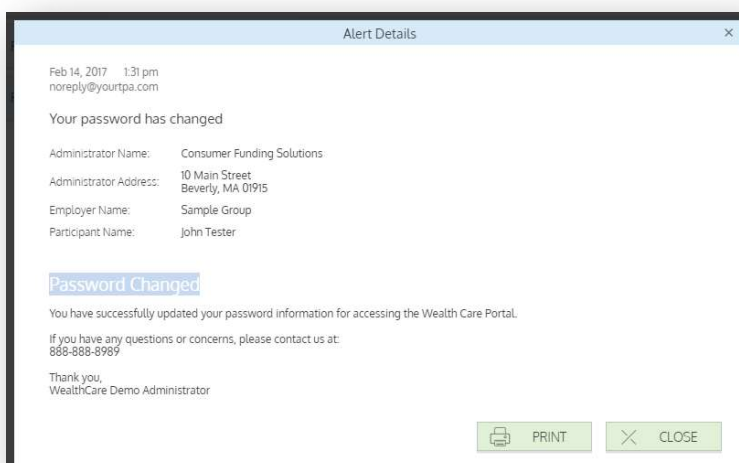 Alert Details
Feb 14, 2017 1:31 pm
noreply@yourtpa.com
Your password has changed
Administrator Name: Consumer Funding Solutions
Administrator Address: 10 Main Street
Beverly, MA 01915
Employer Name: Sample Group
Participant Name: John Tester
Password Changed
You have successfully updated your password information for accessing the Wealth Care Portal.
If you have any questions or concerns, please contact us at:
888-888-8989
Thank you,
WealthCare Demo Administrator
PRINT CLOSE